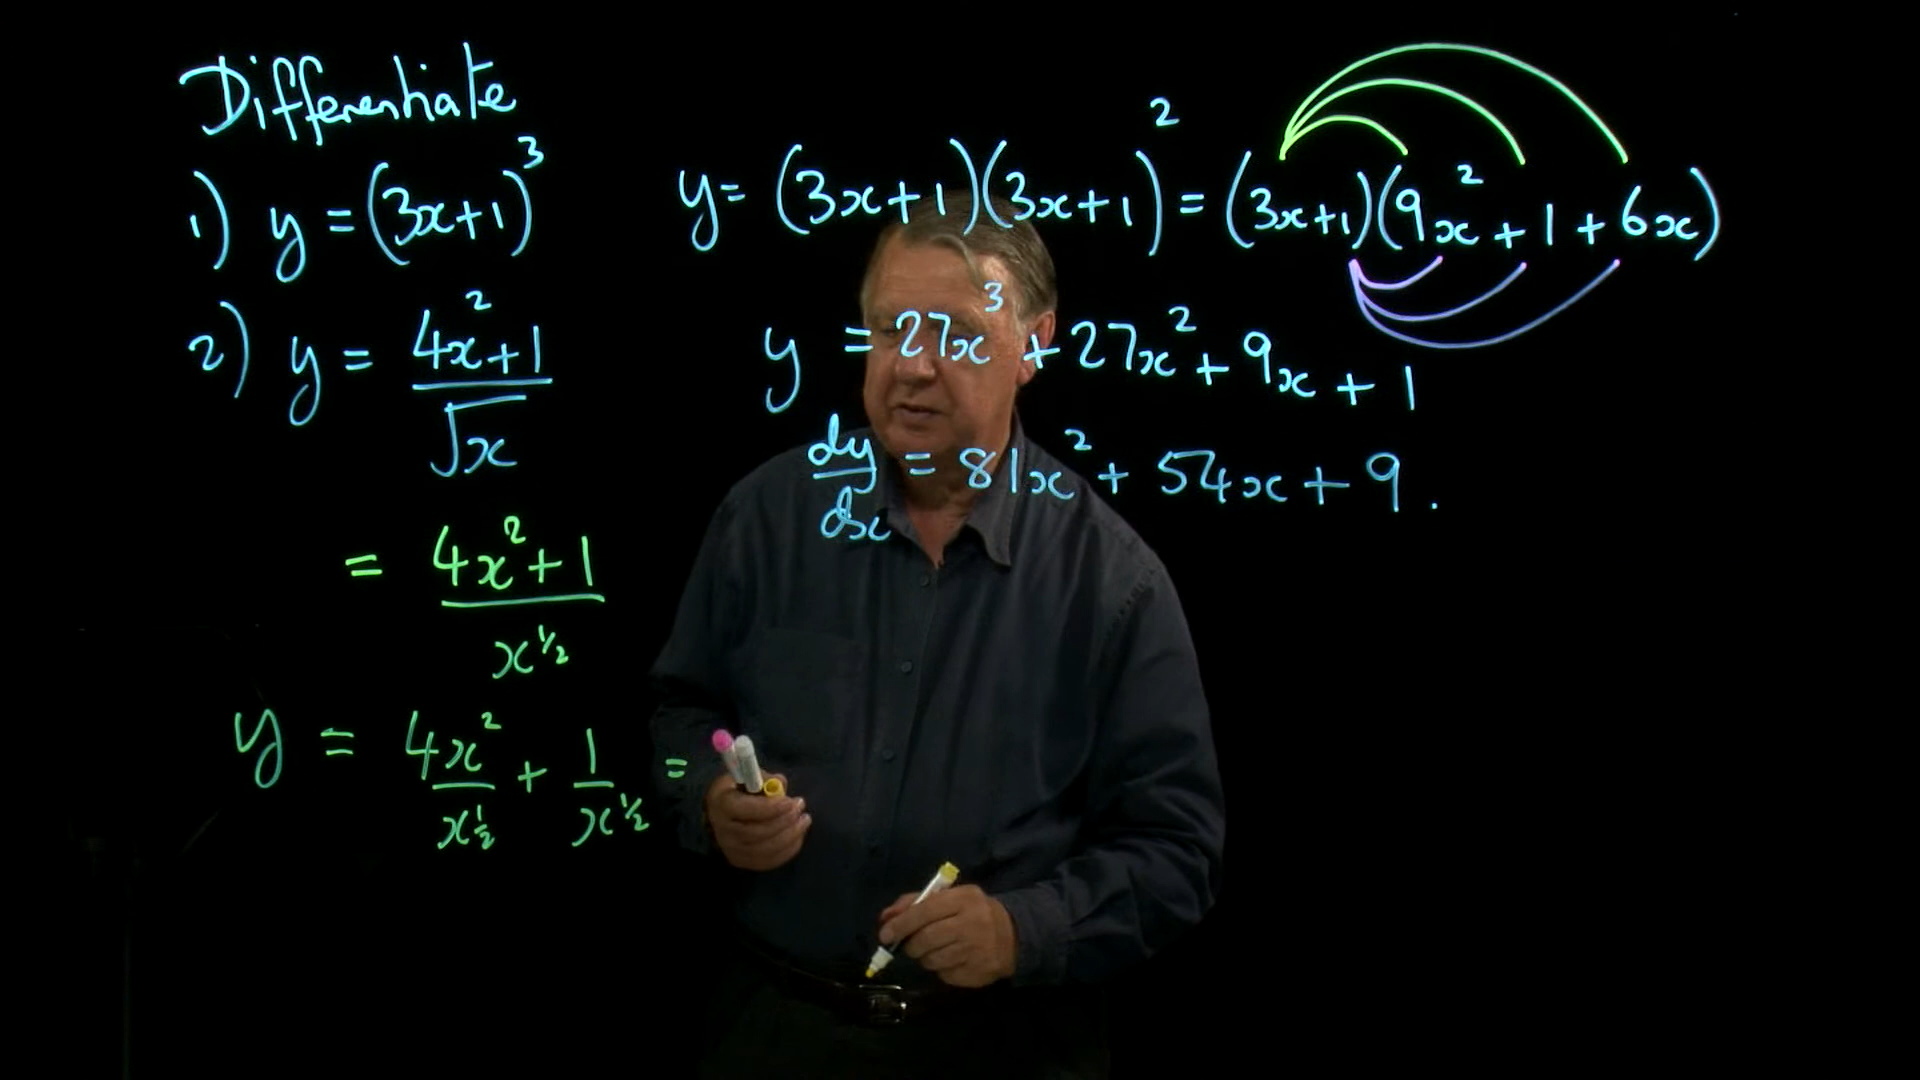 Differentiate
1) y = (3x+1)³
2) y = (4x²+1)/√x
= (4x²+1)/x^½
y = 4x²/x^½ + 1/x^½ =
y = (3x+1)(3x+1)² = (3x+1)(9x²+1+6x)
y = 27x³ + 27x² + 9x + 1
dy/dx = 81x² + 54x + 9.